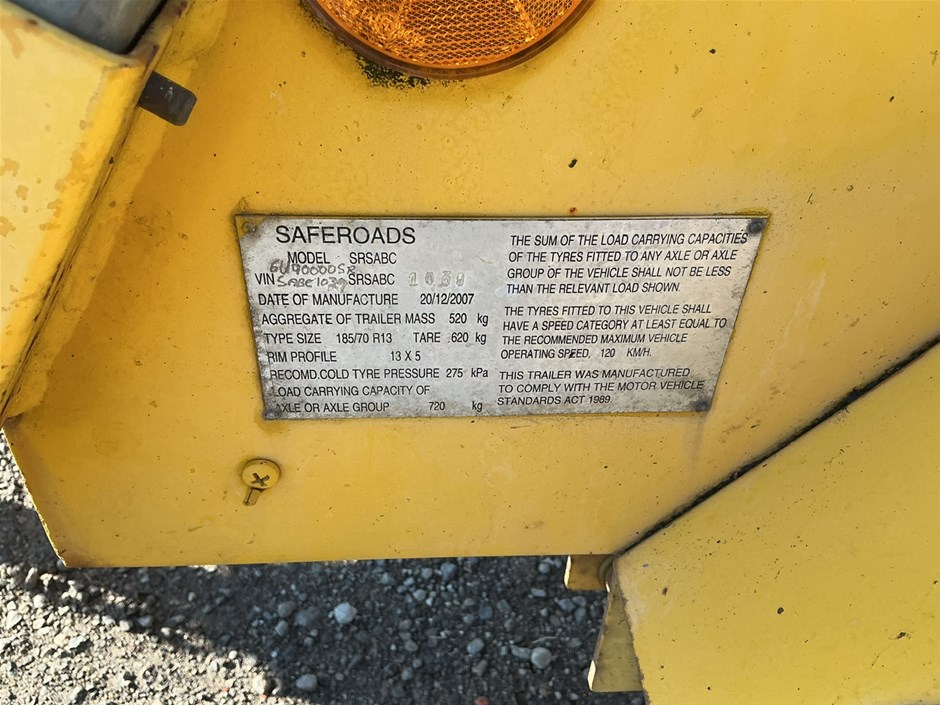 SAFEROADS
MODEL SRSABC
VIN SRSABC 1039
DATE OF MANUFACTURE 20/12/2007
AGGREGATE OF TRAILER MASS 520 kg
TYPE SIZE 185/70 R13 TARE .620 kg
RIM PROFILE 13 X 5
RECOMD.COLD TYRE PRESSURE 275 kPa
LOAD CARRYING CAPACITY OF
AXLE OR AXLE GROUP 720 kg
THE SUM OF THE LOAD CARRYING CAPACITIES
OF THE TYRES FITTED TO ANY AXLE OR AXLE
GROUP OF THE VEHICLE SHALL NOT BE LESS
THAN THE RELEVANT LOAD SHOWN.
THE TYRES FITTED TO THIS VEHICLE SHALL
HAVE A SPEED CATEGORY AT LEAST EQUAL TO
THE RECOMMENDED MAXIMUM VEHICLE
OPERATING SPEED, 120 KM/H.
THIS TRAILER WAS MANUFACTURED
TO COMPLY WITH THE MOTOR VEHICLE
STANDARDS ACT 1989.